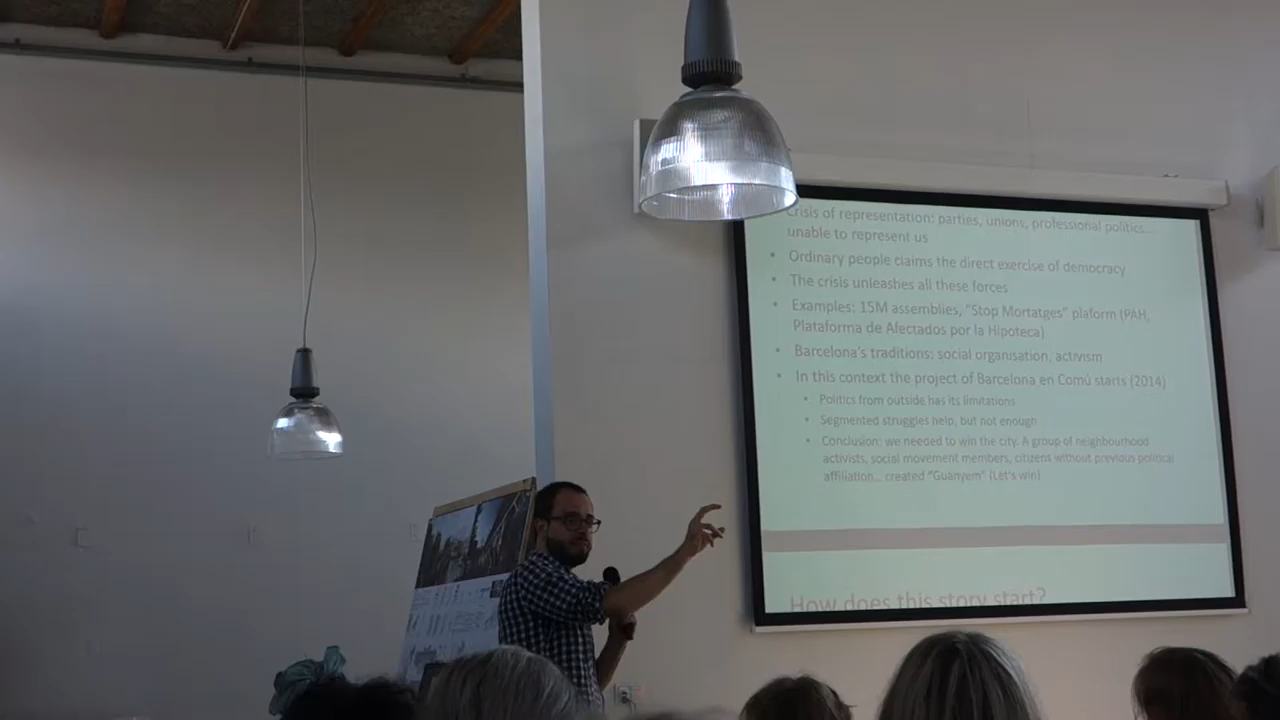 Crisis of representation: parties, unions, professional politics...
unable to represent us
Ordinary people claims the direct exercise of democracy
The crisis unleashes all these forces
Examples: 15M assemblies, "Stop Mortatges" plaform (PAH,
Plataforma de Afectados por la Hipoteca)
Barcelona's traditions: social organisation, activism
In this context the project of Barcelona en Comú starts (2014)
Politics from outside has its limitations
Segmented struggles help, but not enough
Conclusion: we needed to win the city. A group of neighbourhood
activists, social movement members, citizens without previous political
affiliation... created "Guanyem" (Let's win)
How does this story start?